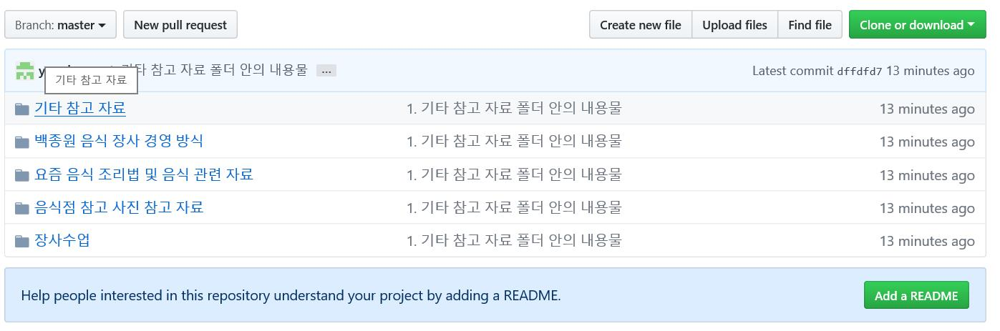 Branch: master New pull request Create new file Upload files Find file Clone or download
기타 참고 자료 폴더 안의 내용물 ... Latest commit dffdfd7 13 minutes ago
기타 참고 자료
기타 참고 자료 1. 기타 참고 자료 폴더 안의 내용물 13 minutes ago
백종원 음식 장사 경영 방식 1. 기타 참고 자료 폴더 안의 내용물 13 minutes ago
요즘 음식 조리법 및 음식 관련 자료 1. 기타 참고 자료 폴더 안의 내용물 13 minutes ago
음식점 참고 사진 참고 자료 1. 기타 참고 자료 폴더 안의 내용물 13 minutes ago
장사수업 1. 기타 참고 자료 폴더 안의 내용물 13 minutes ago
Help people interested in this repository understand your project by adding a README. Add a README